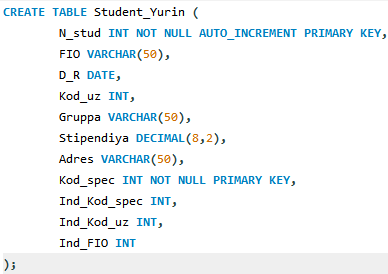 CREATE TABLE Student_Yurin (
N_stud INT NOT NULL AUTO_INCREMENT PRIMARY KEY,
FIO VARCHAR(50),
D_R DATE,
Kod_uz INT,
Gruppa VARCHAR(50),
Stipendiya DECIMAL(8,2),
Adres VARCHAR(50),
Kod_spec INT NOT NULL PRIMARY KEY,
Ind_Kod_spec INT,
Ind_Kod_uz INT,
Ind_FIO INT
);